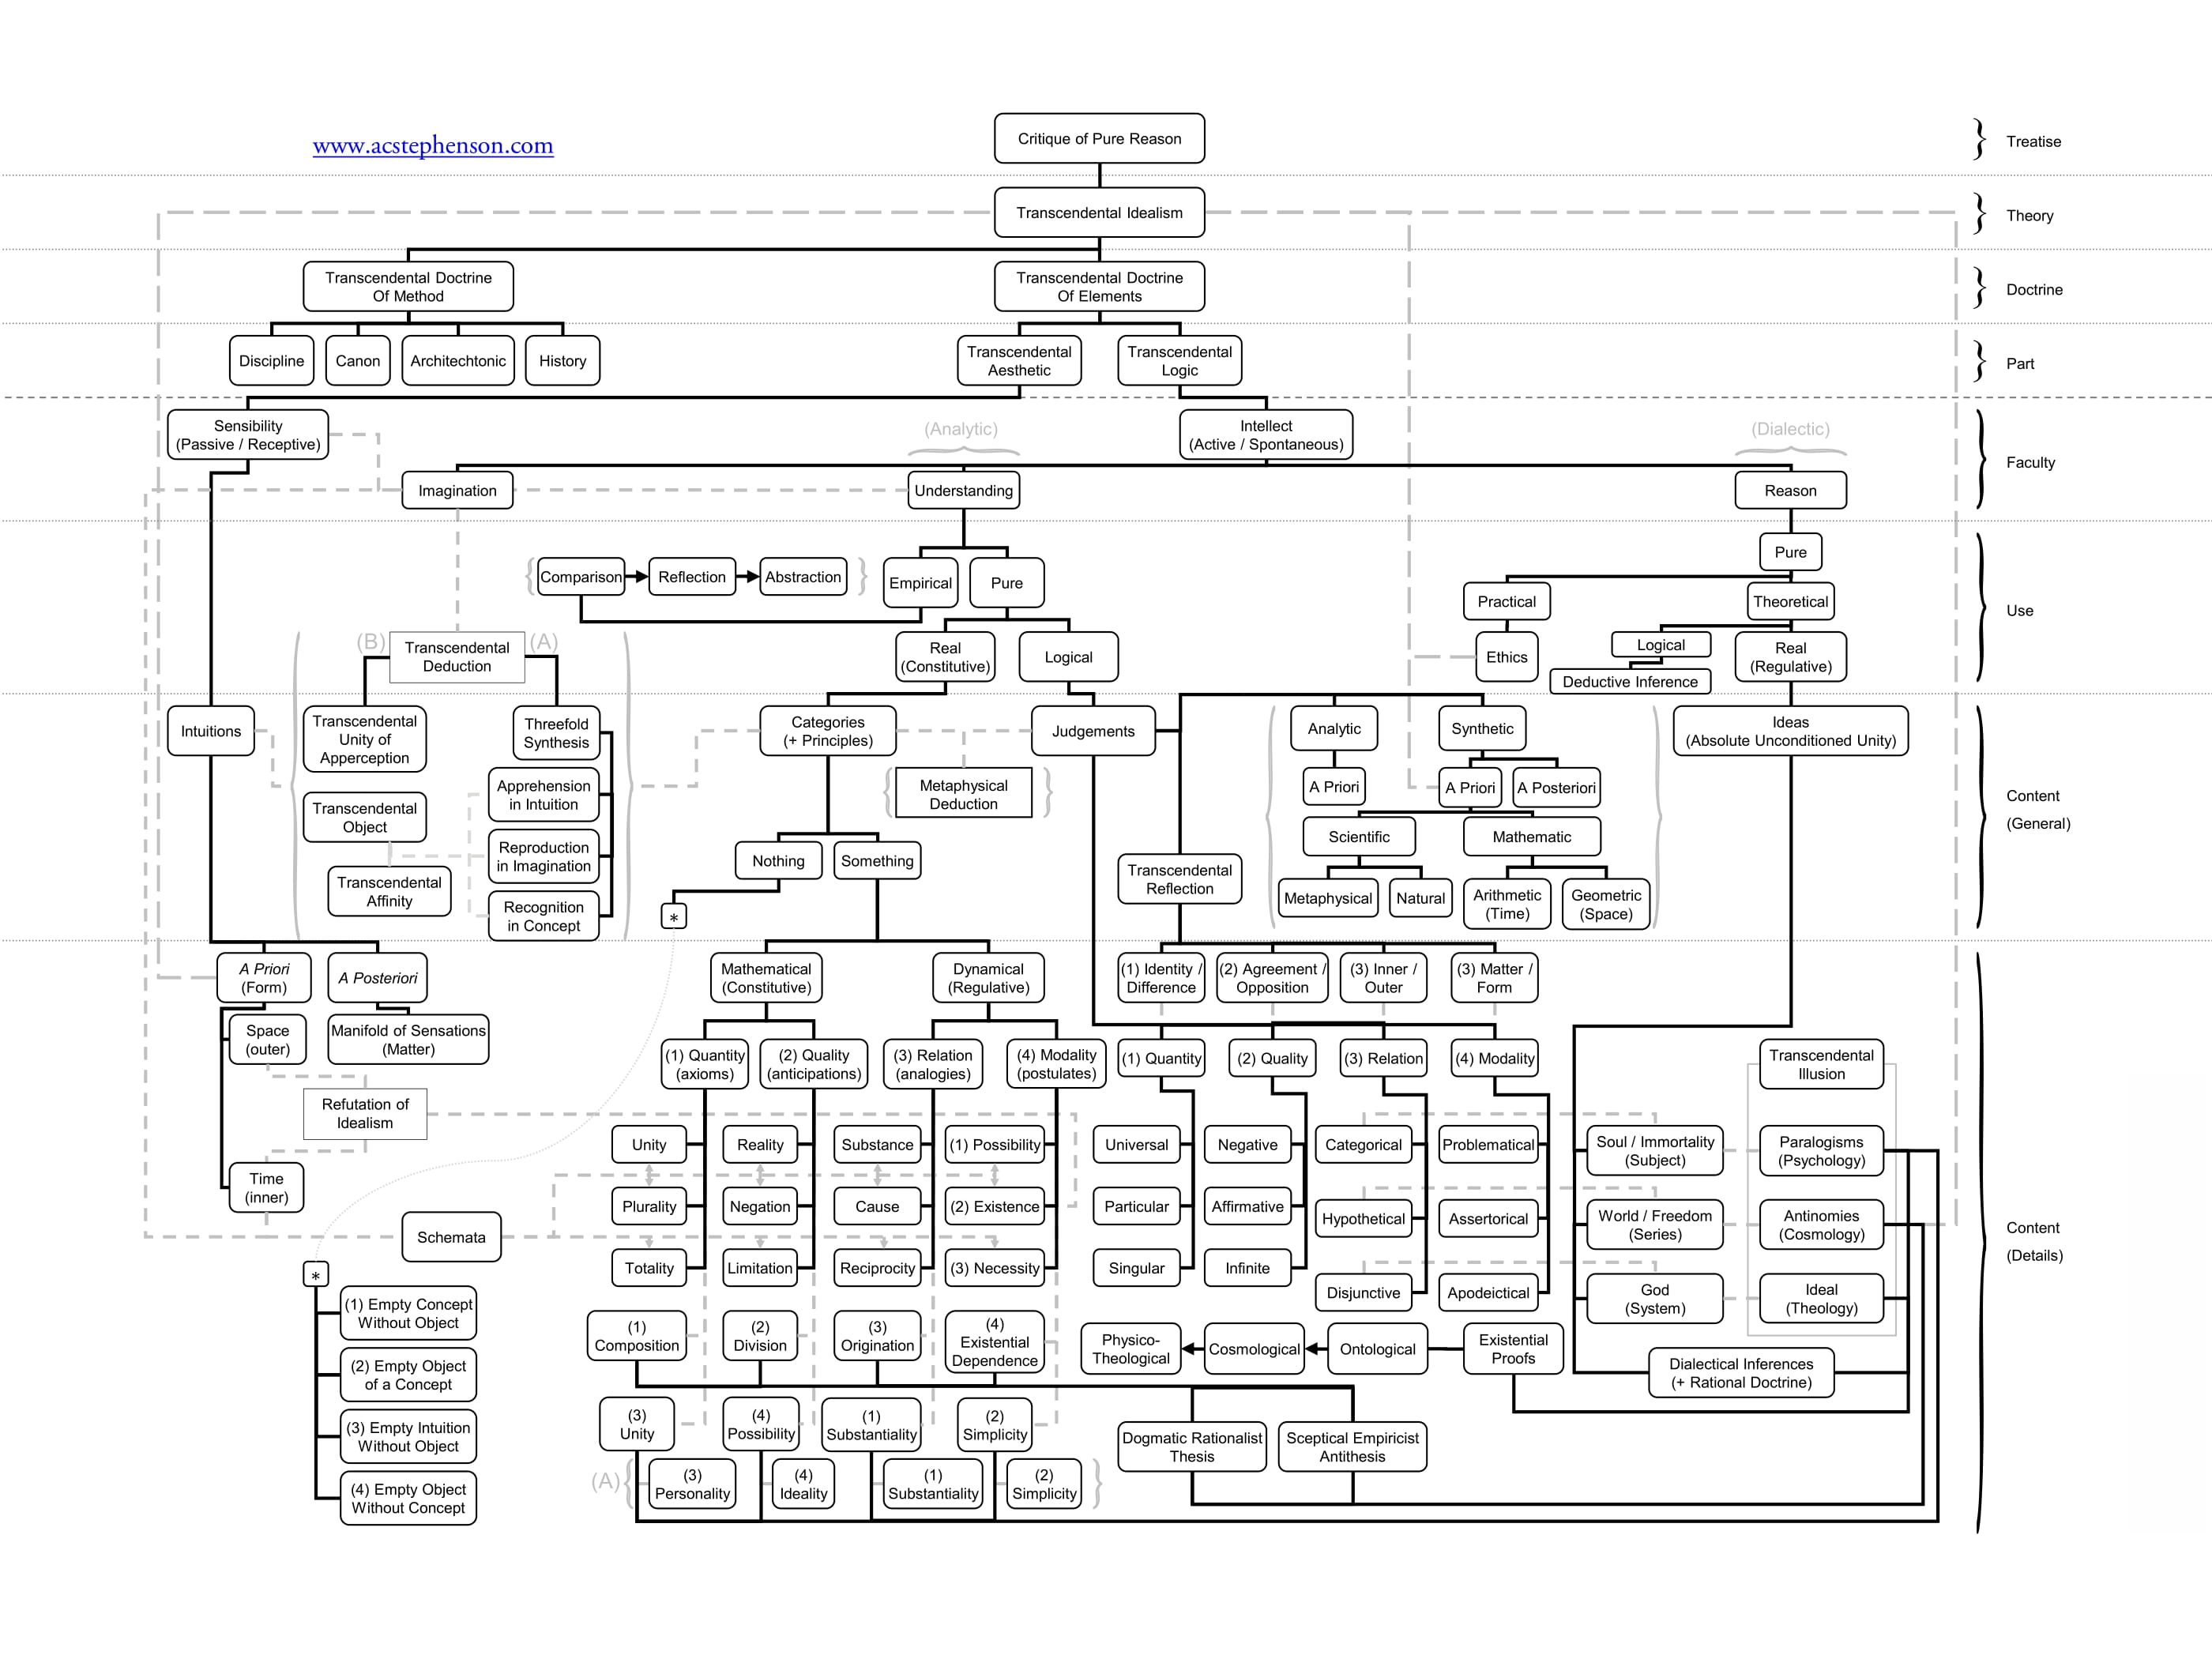 www.acstephenson.com
Critique of Pure Reason
Treatise
Transcendental Idealism
Theory
Transcendental Doctrine
Of Method
Transcendental Doctrine
Of Elements
Doctrine
Discipline
Canon
Architechtonic
History
Transcendental
Aesthetic
Transcendental
Logic
Part
Sensibility
(Passive / Receptive)
(Analytic)
Intellect
(Active / Spontaneous)
(Dialectic)
Faculty
Imagination
Understanding
Reason
Pure
Comparison
Reflection
Abstraction
Empirical
Pure
Practical
Theoretical
Use
(B)
Transcendental
Deduction
(A)
Real
(Constitutive)
Logical
Ethics
Logical
Deductive Inference
Real
(Regulative)
Intuitions
Transcendental
Unity of
Apperception
Threefold
Synthesis
Categories
(+ Principles)
Judgements
Analytic
Synthetic
Ideas
(Absolute Unconditioned Unity)
Transcendental
Object
Apprehension
in Intuition
Metaphysical
Deduction
A Priori
A Priori
A Posteriori
Content
(General)
Transcendental
Affinity
Reproduction
in Imagination
Nothing
Something
Scientific
Mathematic
Recognition
in Concept
*
Transcendental
Reflection
Metaphysical
Natural
Arithmetic
(Time)
Geometric
(Space)
A Priori
(Form)
A Posteriori
Mathematical
(Constitutive)
Dynamical
(Regulative)
(1) Identity /
Difference
(2) Agreement /
Opposition
(3) Inner /
Outer
(3) Matter /
Form
Space
(outer)
Manifold of Sensations
(Matter)
(1) Quantity
(axioms)
(2) Quality
(anticipations)
(3) Relation
(analogies)
(4) Modality
(postulates)
(1) Quantity
(2) Quality
(3) Relation
(4) Modality
Transcendental
Illusion
Refutation of
Idealism
Unity
Reality
Substance
(1) Possibility
Universal
Negative
Categorical
Problematical
Soul / Immortality
(Subject)
Paralogisms
(Psychology)
Time
(inner)
Plurality
Negation
Cause
(2) Existence
Particular
Affirmative
Hypothetical
Assertorical
World / Freedom
(Series)
Antinomies
(Cosmology)
Content
(Details)
Schemata
Totality
Limitation
Reciprocity
(3) Necessity
Singular
Infinite
Disjunctive
Apodeictical
God
(System)
Ideal
(Theology)
*
(1) Empty Concept
Without Object
(2) Empty Object
of a Concept
(3) Empty Intuition
Without Object
(4) Empty Object
Without Concept
(1)
Composition
(2)
Division
(3)
Origination
(4)
Existential
Dependence
Physico-
Theological
Cosmological
Ontological
Existential
Proofs
Dialectical Inferences
(+ Rational Doctrine)
(3)
Unity
(4)
Possibility
(1)
Substantiality
(2)
Simplicity
Dogmatic Rationalist
Thesis
Sceptical Empiricist
Antithesis
(A)
(3)
Personality
(4)
Ideality
(1)
Substantiality
(2)
Simplicity